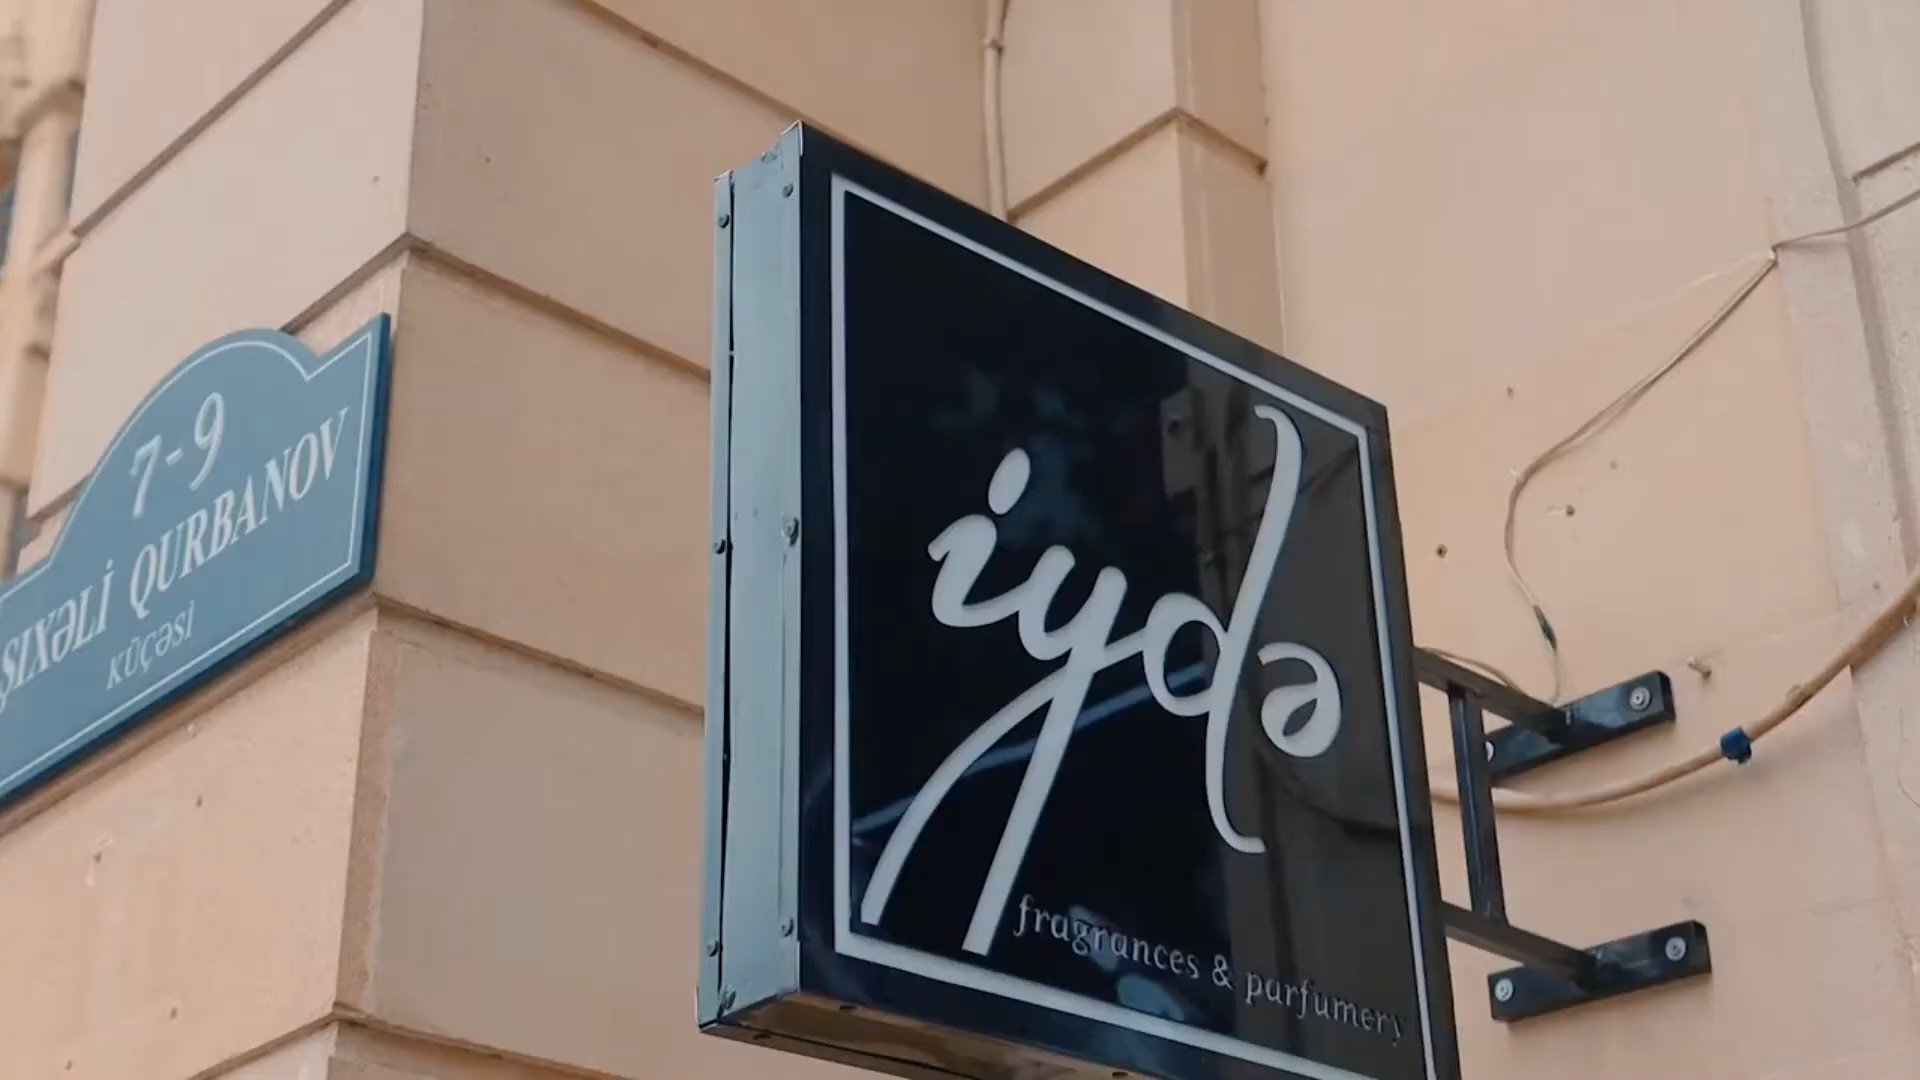 7-9
ŞIXƏLİ QURBANOV
KÜÇƏSİ
iydə
fragrances & parfumery